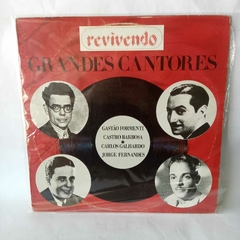 revivendo
GRANDES CANTORES
GASTÃO FORMENTI
CASTRO BARBOSA
CARLOS GALHARDO
JORGE FERNANDES